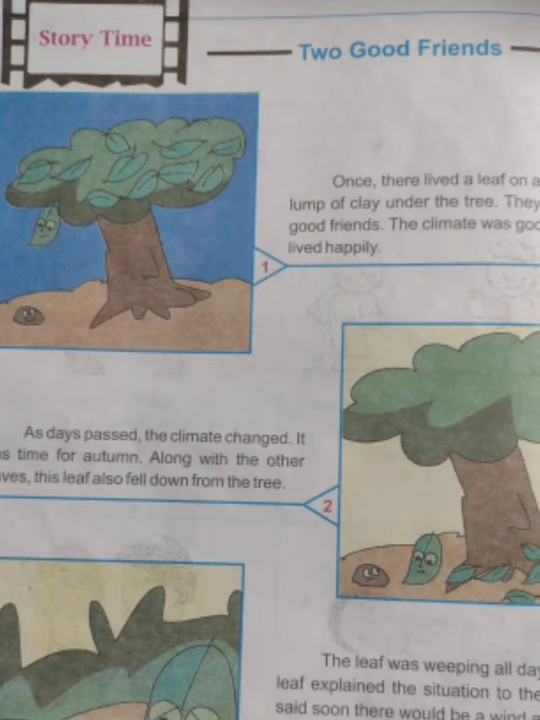 Story Time
Two Good Friends
Once, there lived a leaf on a
lump of clay under the tree. They
good friends. The climate was goo
lived happily.
1
As days passed, the climate changed. It
s time for autumn. Along with the other
ves, this leaf also fell down from the tree.
2
The leaf was weeping all day
leaf explained the situation to the
said soon there would be a wind